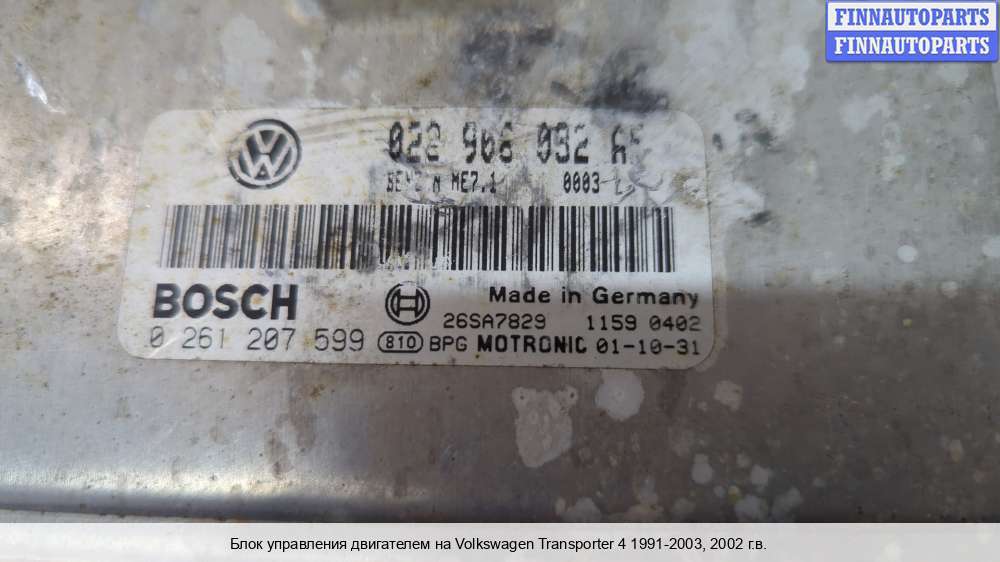 FINNAUTOPARTS
FINNAUTOPARTS
022 906 032
ME7.1 0003
BOSCH
Made in Germany
26SA7829 1159 0402
0 261 207 599 810 BPG MOTRONIC 01-10-31
Блок управления двигателем на Volkswagen Transporter 4 1991-2003, 2002 г.в.